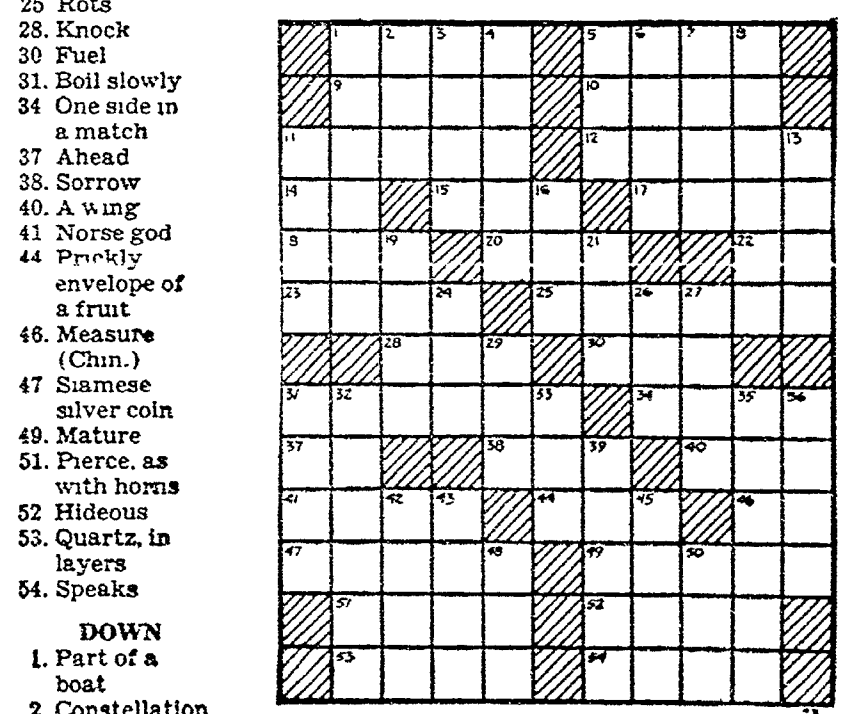 25 Rots
28. Knock
30 Fuel
31. Boil slowly
34 One side in
a match
37 Ahead
38. Sorrow
40. A wing
41 Norse god
44 Prickly
envelope of
a fruit
46. Measure
(Chin.)
47 Siamese
silver coin
49. Mature
51. Pierce, as
with horns
52 Hideous
53. Quartz, in
layers
54. Speaks
DOWN
1. Part of a
boat
2 Constellation
1 2 3 4 5 6 7 8
9 10
11 12 13
14 15 16 17
8 19 20 21 22
23 24 25 26 27
28 29 30
31 32 33 34 35 36
37 38 39 40
41 42 43 44 45 46
47 48 49 50
51 52
53 54